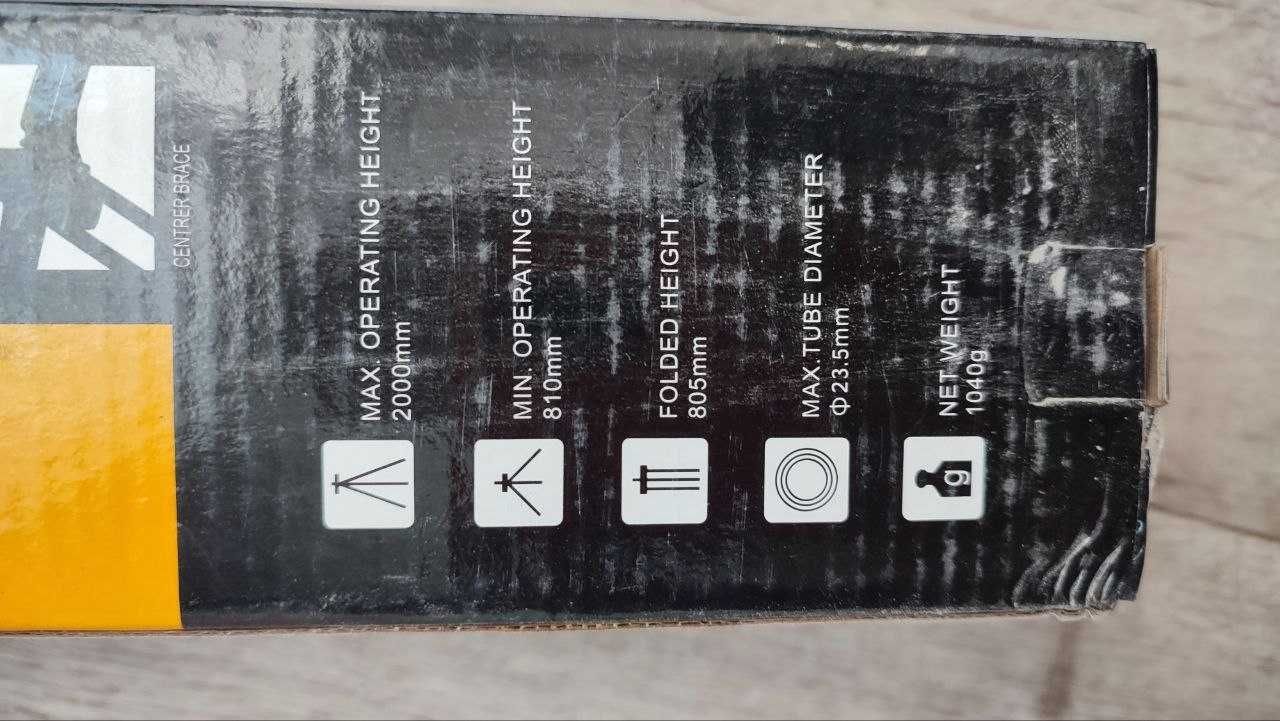 CENTRER BRACE
MAX. OPERATING HEIGHT
2000mm
MIN. OPERATING HEIGHT
810mm
FOLDED HEIGHT
805mm
MAX.TUBE DIAMETER
Φ23.5mm
g
NET WEIGHT
1040g